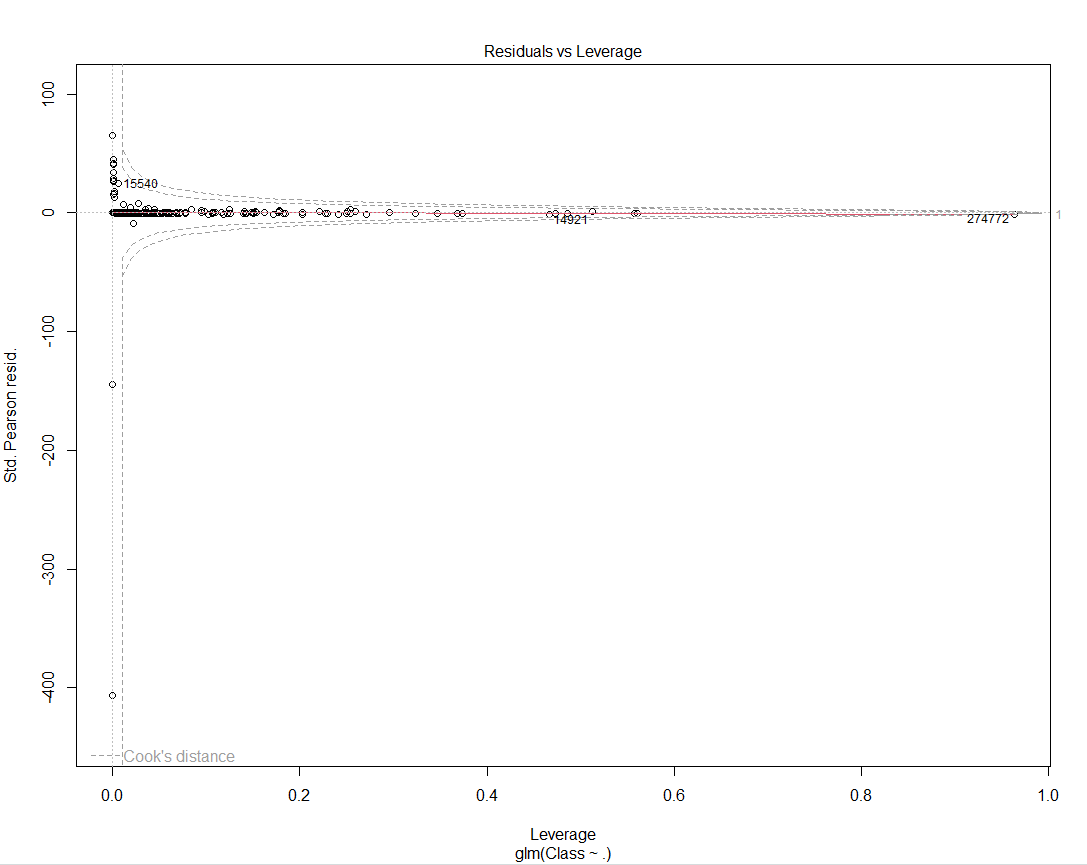 Residuals vs Leverage
Std. Pearson resid.
100
0
-100
-200
-300
-400
15540
14921
274772
1
Cook's distance
0.0 0.2 0.4 0.6 0.8 1.0
Leverage
glm(Class ~ .)